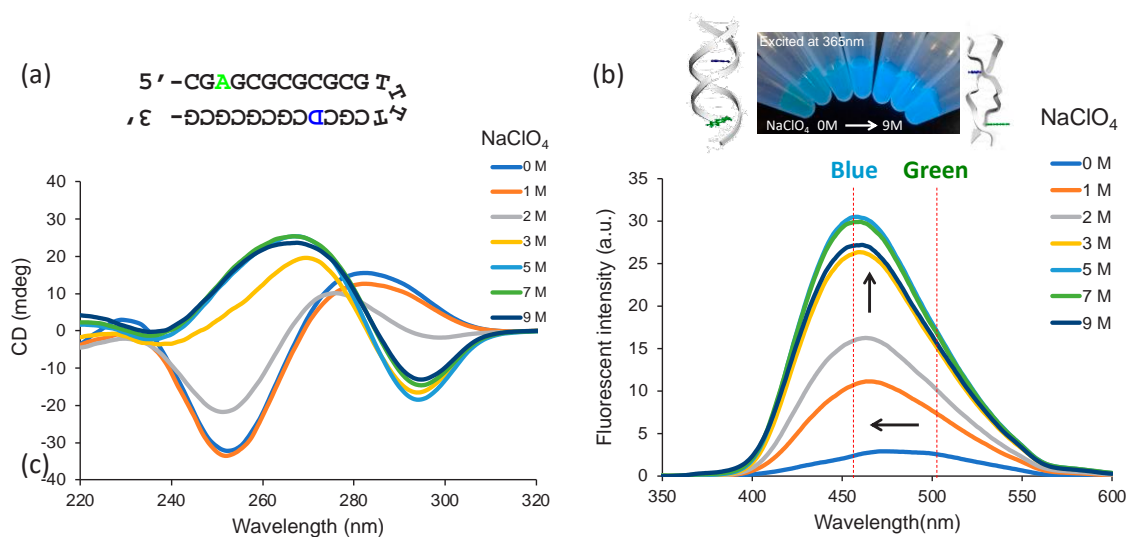 (a)
5′-CGAGCGCGCGCG T
T
T
3′ -GCGCGCGCDCGC T
NaClO4
0 M
1 M
2 M
3 M
5 M
7 M
9 M
CD (mdeg)
40
30
20
10
0
-10
-20
-30
-40
220 240 260 280 300 320
Wavelength (nm)
(c)
(b)
Excited at 365nm
NaClO4 0M 9M
NaClO4
Blue Green
0 M
1 M
2 M
3 M
5 M
7 M
9 M
Fluorescent intensity (a.u.)
35
30
25
20
15
10
5
0
350 400 450 500 550 600
Wavelength(nm)